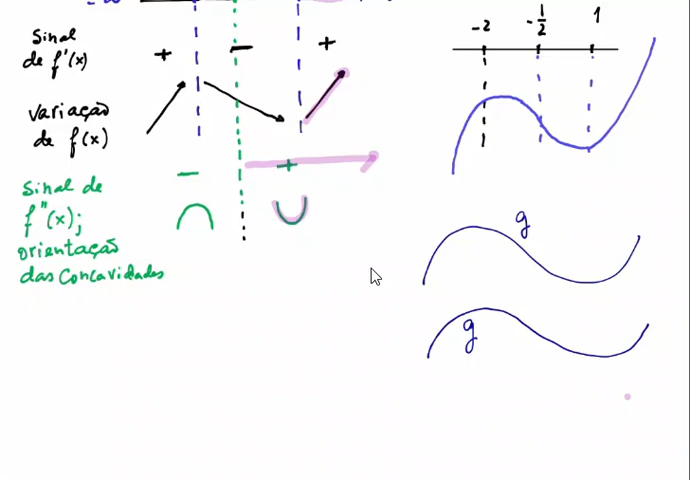 Sinal
de f'(x)
+ − +
variação
de f(x)
− +
Sinal de
f"(x);
orientação
das Concavidades
-2 -1/2 1
g
g